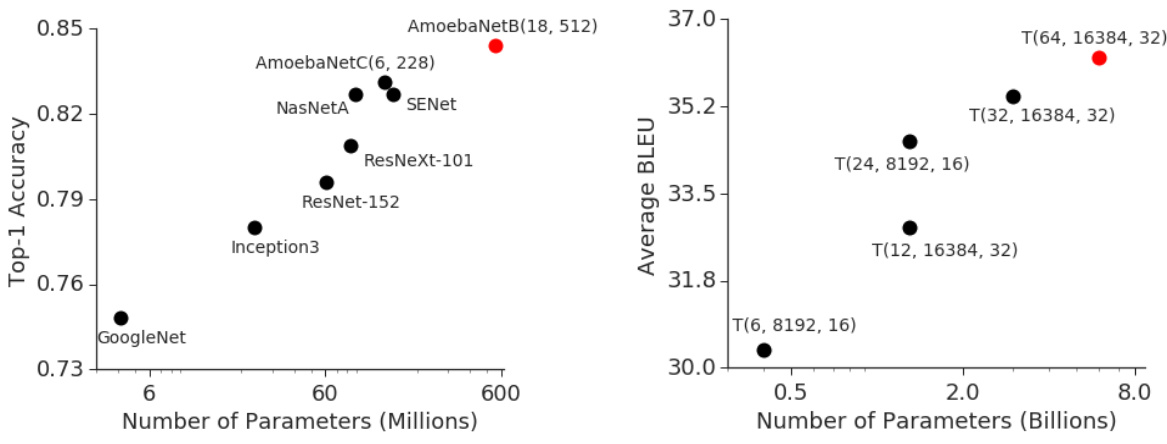 0.85
0.82
0.79
0.76
0.73
Top-1 Accuracy
AmoebaNetB(18, 512)
AmoebaNetC(6, 228)
NasNetA
SENet
ResNeXt-101
ResNet-152
Inception3
GoogleNet
6
60
600
Number of Parameters (Millions)
37.0
35.2
33.5
31.8
30.0
Average BLEU
T(64, 16384, 32)
T(32, 16384, 32)
T(24, 8192, 16)
T(12, 16384, 32)
T(6, 8192, 16)
0.5
2.0
8.0
Number of Parameters (Billions)